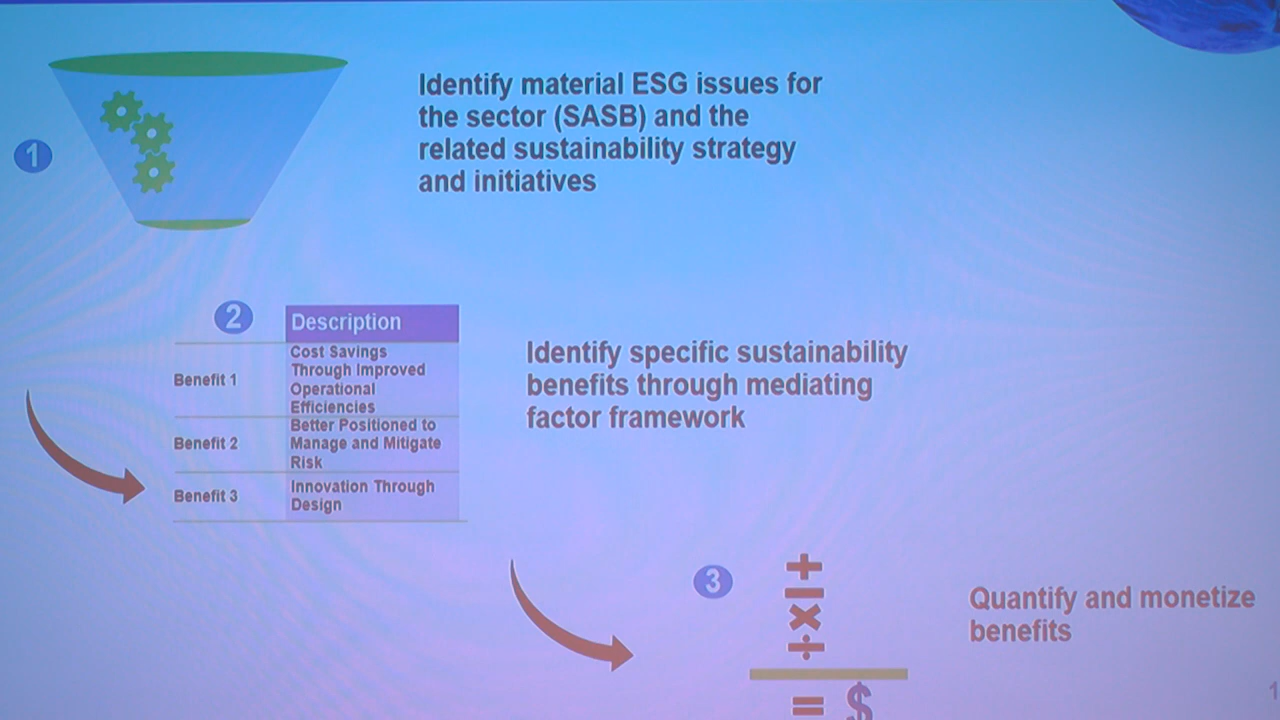 1
Identify material ESG issues for
the sector (SASB) and the
related sustainability strategy
and initiatives
2
Description
Benefit 1
Cost Savings
Through Improved
Operational
Efficiencies
Benefit 2
Better Positioned to
Manage and Mitigate
Risk
Benefit 3
Innovation Through
Design
Identify specific sustainability
benefits through mediating
factor framework
3
+
−
×
÷
= $
Quantify and monetize
benefits
1